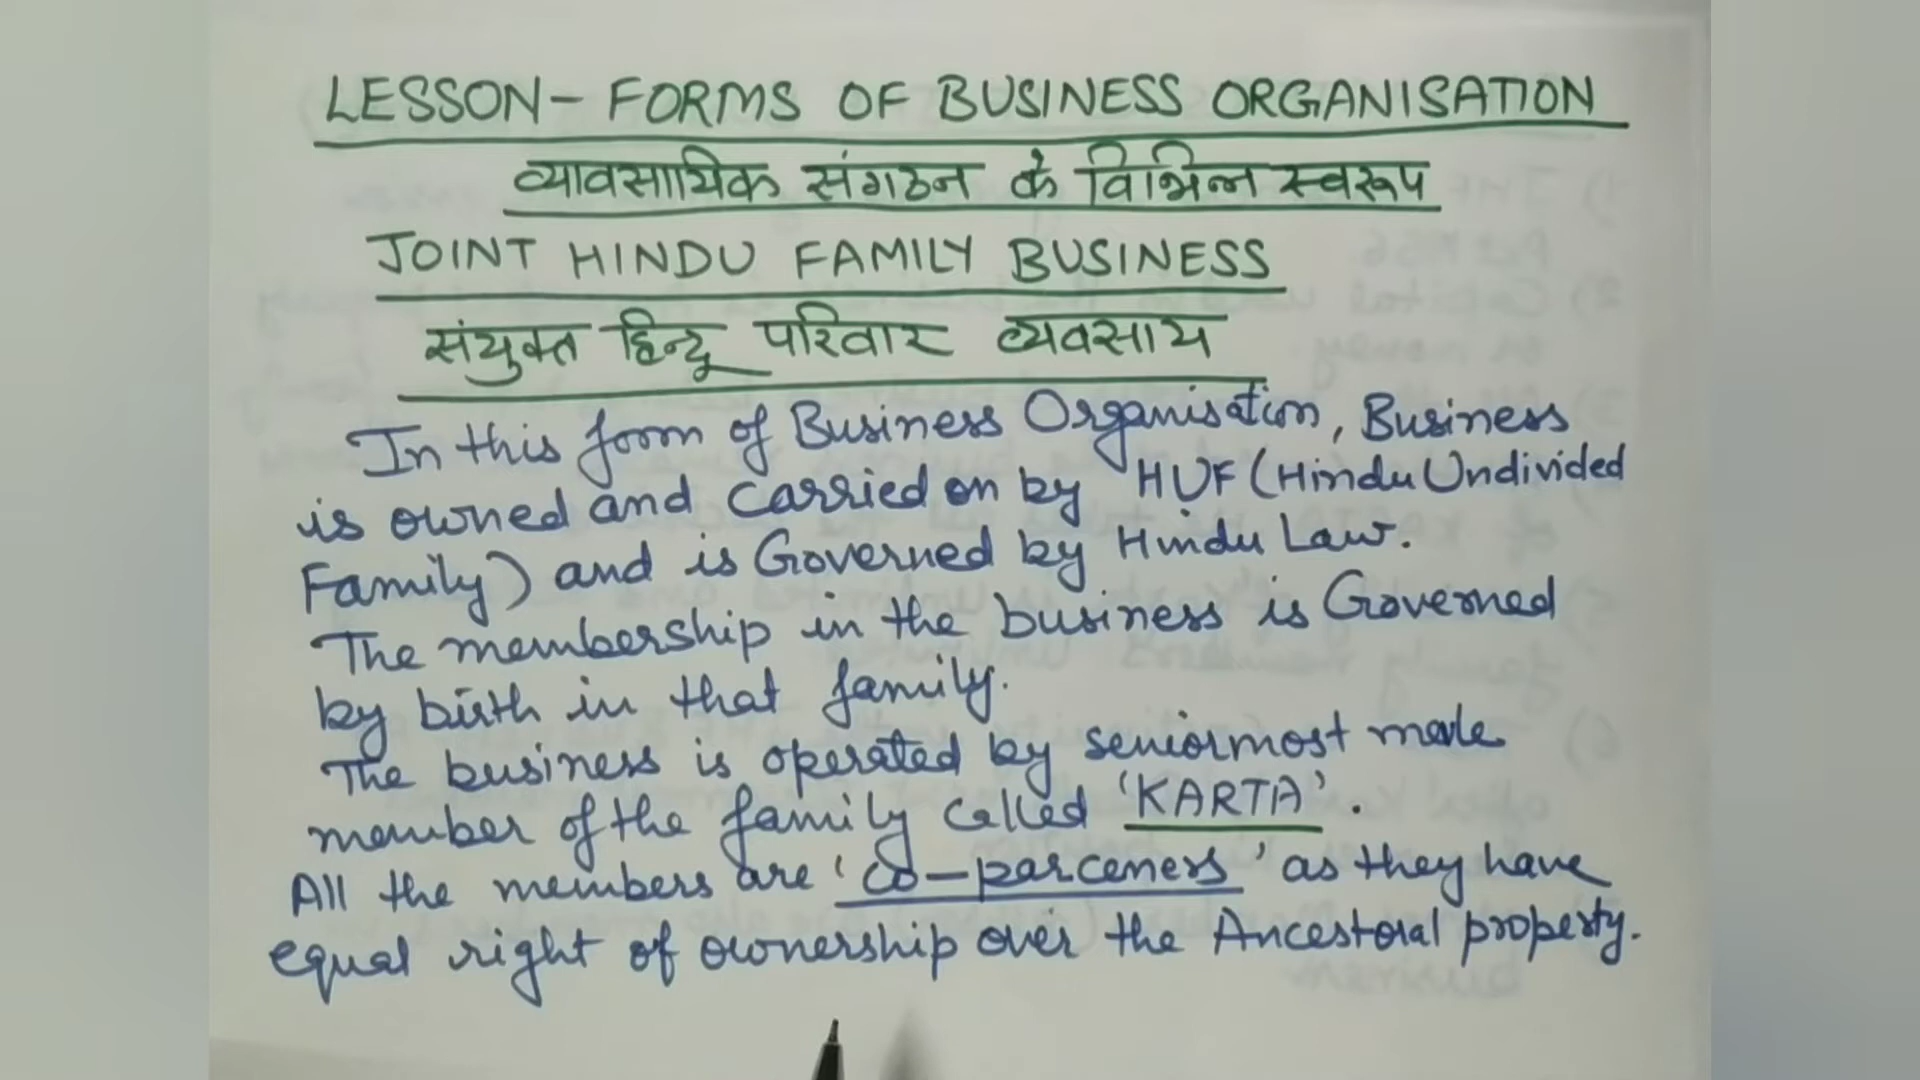 LESSON- FORMS OF BUSINESS ORGANISATION
व्यावसायिक संगठन के विभिन्न स्वरूप
JOINT HINDU FAMILY BUSINESS
संयुक्त हिन्दू परिवार व्यवसाय
In this form of Business Organisation, Business
is owned and carried on by HUF (Hindu Undivided
Family) and is Governed by Hindu Law.
The membership in the business is Governed
by birth in that family.
The business is operated by seniormost male
member of the family called 'KARTA'.
All the members are 'co-parceners' as they have
equal right of ownership over the Ancestoral property.